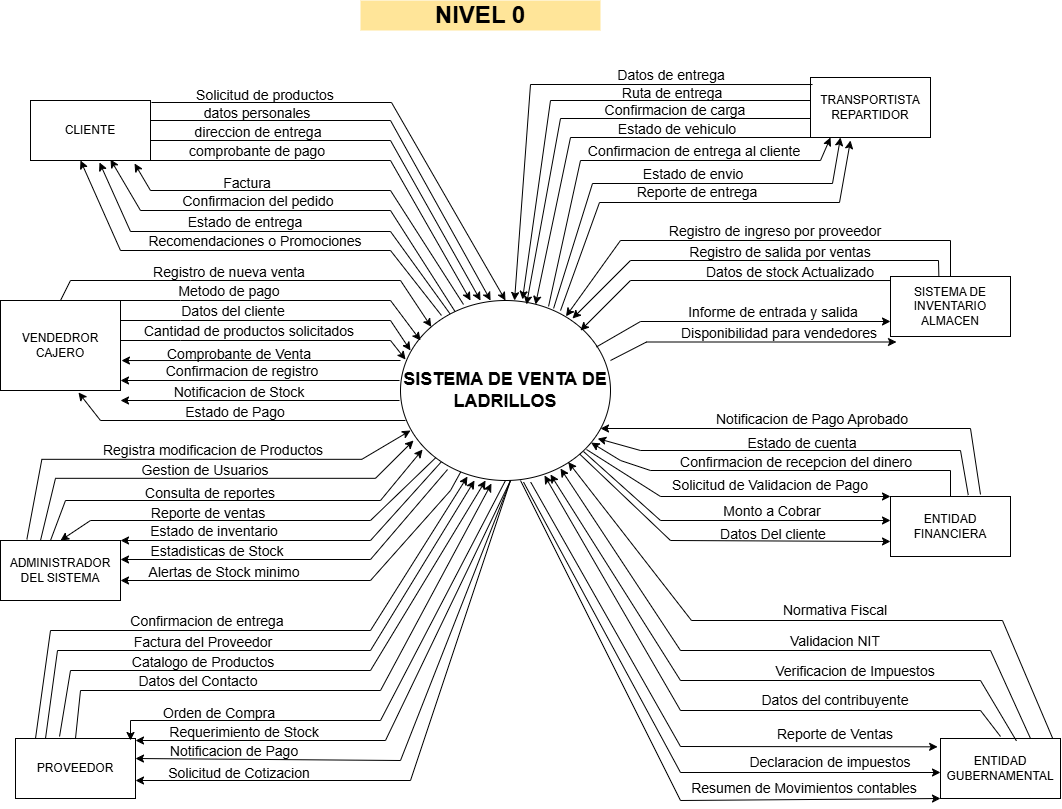 NIVEL 0
CLIENTE
Solicitud de productos
datos personales
direccion de entrega
comprobante de pago
Factura
Confirmacion del pedido
Estado de entrega
Recomendaciones o Promociones
TRANSPORTISTA
REPARTIDOR
Datos de entrega
Ruta de entrega
Confirmacion de carga
Estado de vehiculo
Confirmacion de entrega al cliente
Estado de envio
Reporte de entrega
VENDEDROR
CAJERO
Registro de nueva venta
Metodo de pago
Datos del cliente
Cantidad de productos solicitados
Comprobante de Venta
Confirmacion de registro
Notificacion de Stock
Estado de Pago
SISTEMA DE
INVENTARIO
ALMACEN
Registro de ingreso por proveedor
Registro de salida por ventas
Datos de stock Actualizado
Informe de entrada y salida
Disponibilidad para vendedores
SISTEMA DE VENTA DE
LADRILLOS
ADMINISTRADOR
DEL SISTEMA
Registra modificacion de Productos
Gestion de Usuarios
Consulta de reportes
Reporte de ventas
Estado de inventario
Estadisticas de Stock
Alertas de Stock minimo
ENTIDAD
FINANCIERA
Notificacion de Pago Aprobado
Estado de cuenta
Confirmacion de recepcion del dinero
Solicitud de Validacion de Pago
Monto a Cobrar
Datos Del cliente
PROVEEDOR
Confirmacion de entrega
Factura del Proveedor
Catalogo de Productos
Datos del Contacto
Orden de Compra
Requerimiento de Stock
Notificacion de Pago
Solicitud de Cotizacion
ENTIDAD
GUBERNAMENTAL
Normativa Fiscal
Validacion NIT
Verificacion de Impuestos
Datos del contribuyente
Reporte de Ventas
Declaracion de impuestos
Resumen de Movimientos contables